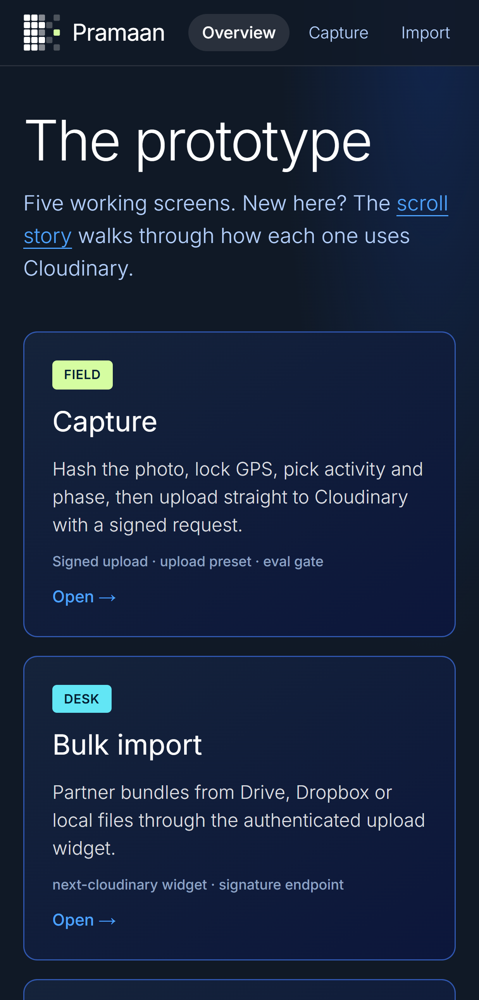 Pramaan
Overview
Capture
Import
The prototype
Five working screens. New here? The scroll
story walks through how each one uses
Cloudinary.
FIELD
Capture
Hash the photo, lock GPS, pick activity and
phase, then upload straight to Cloudinary
with a signed request.
Signed upload · upload preset · eval gate
Open →
DESK
Bulk import
Partner bundles from Drive, Dropbox or
local files through the authenticated upload
widget.
next-cloudinary widget · signature endpoint
Open →